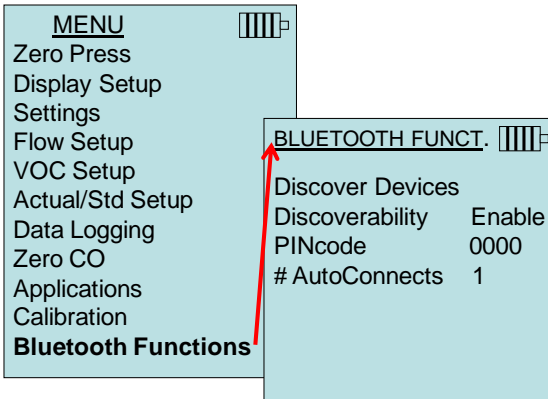 MENU
Zero Press
Display Setup
Settings
Flow Setup
VOC Setup
Actual/Std Setup
Data Logging
Zero CO
Applications
Calibration
Bluetooth Functions
BLUETOOTH FUNCT.
Discover Devices
Discoverability Enable
PINcode 0000
# AutoConnects 1